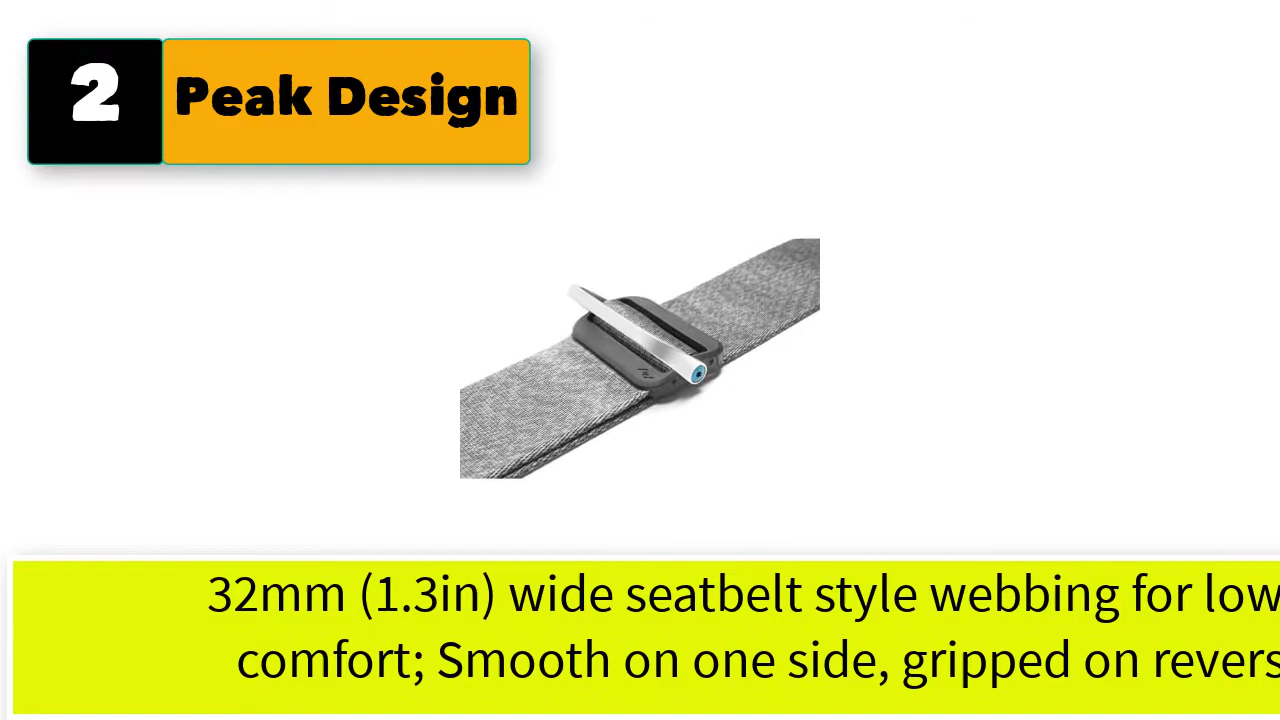 2
Peak Design
32mm (1.3in) wide seatbelt style webbing for low
comfort; Smooth on one side, gripped on revers